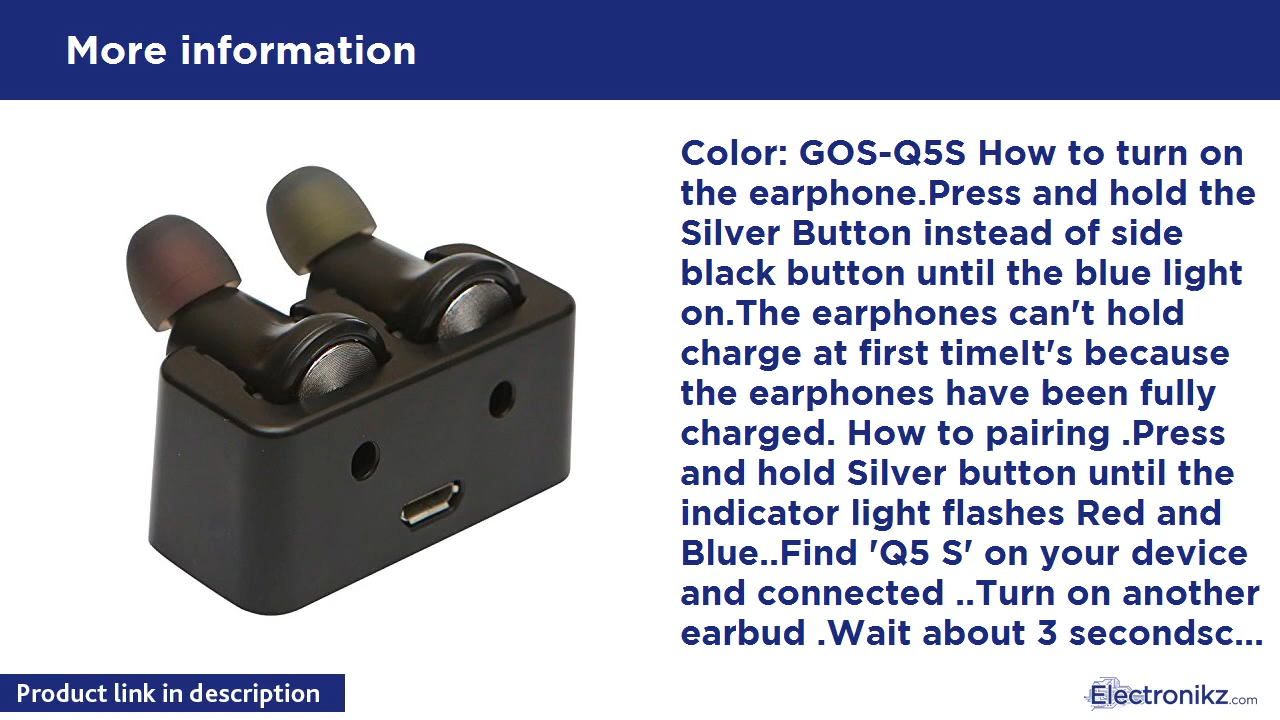 More information
Color: GOS-Q5S How to turn on
the earphone.Press and hold the
Silver Button instead of side
black button until the blue light
on.The earphones can't hold
charge at first timeIt's because
the earphones have been fully
charged. How to pairing .Press
and hold Silver button until the
indicator light flashes Red and
Blue..Find 'Q5 S' on your device
and connected ..Turn on another
earbud .Wait about 3 secondsc...
Product link in description
Electronikz.com